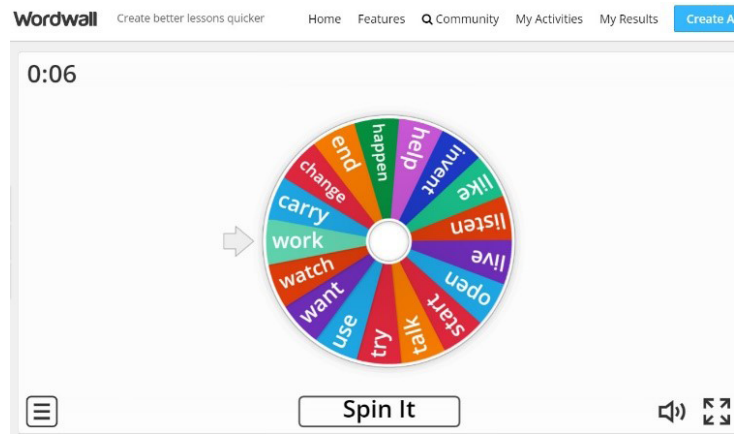 Wordwall Create better lessons quicker Home Features Community My Activities My Results Create A
0:06
work
carry
change
end
happen
help
invent
like
listen
live
open
start
talk
try
use
want
watch
Spin It